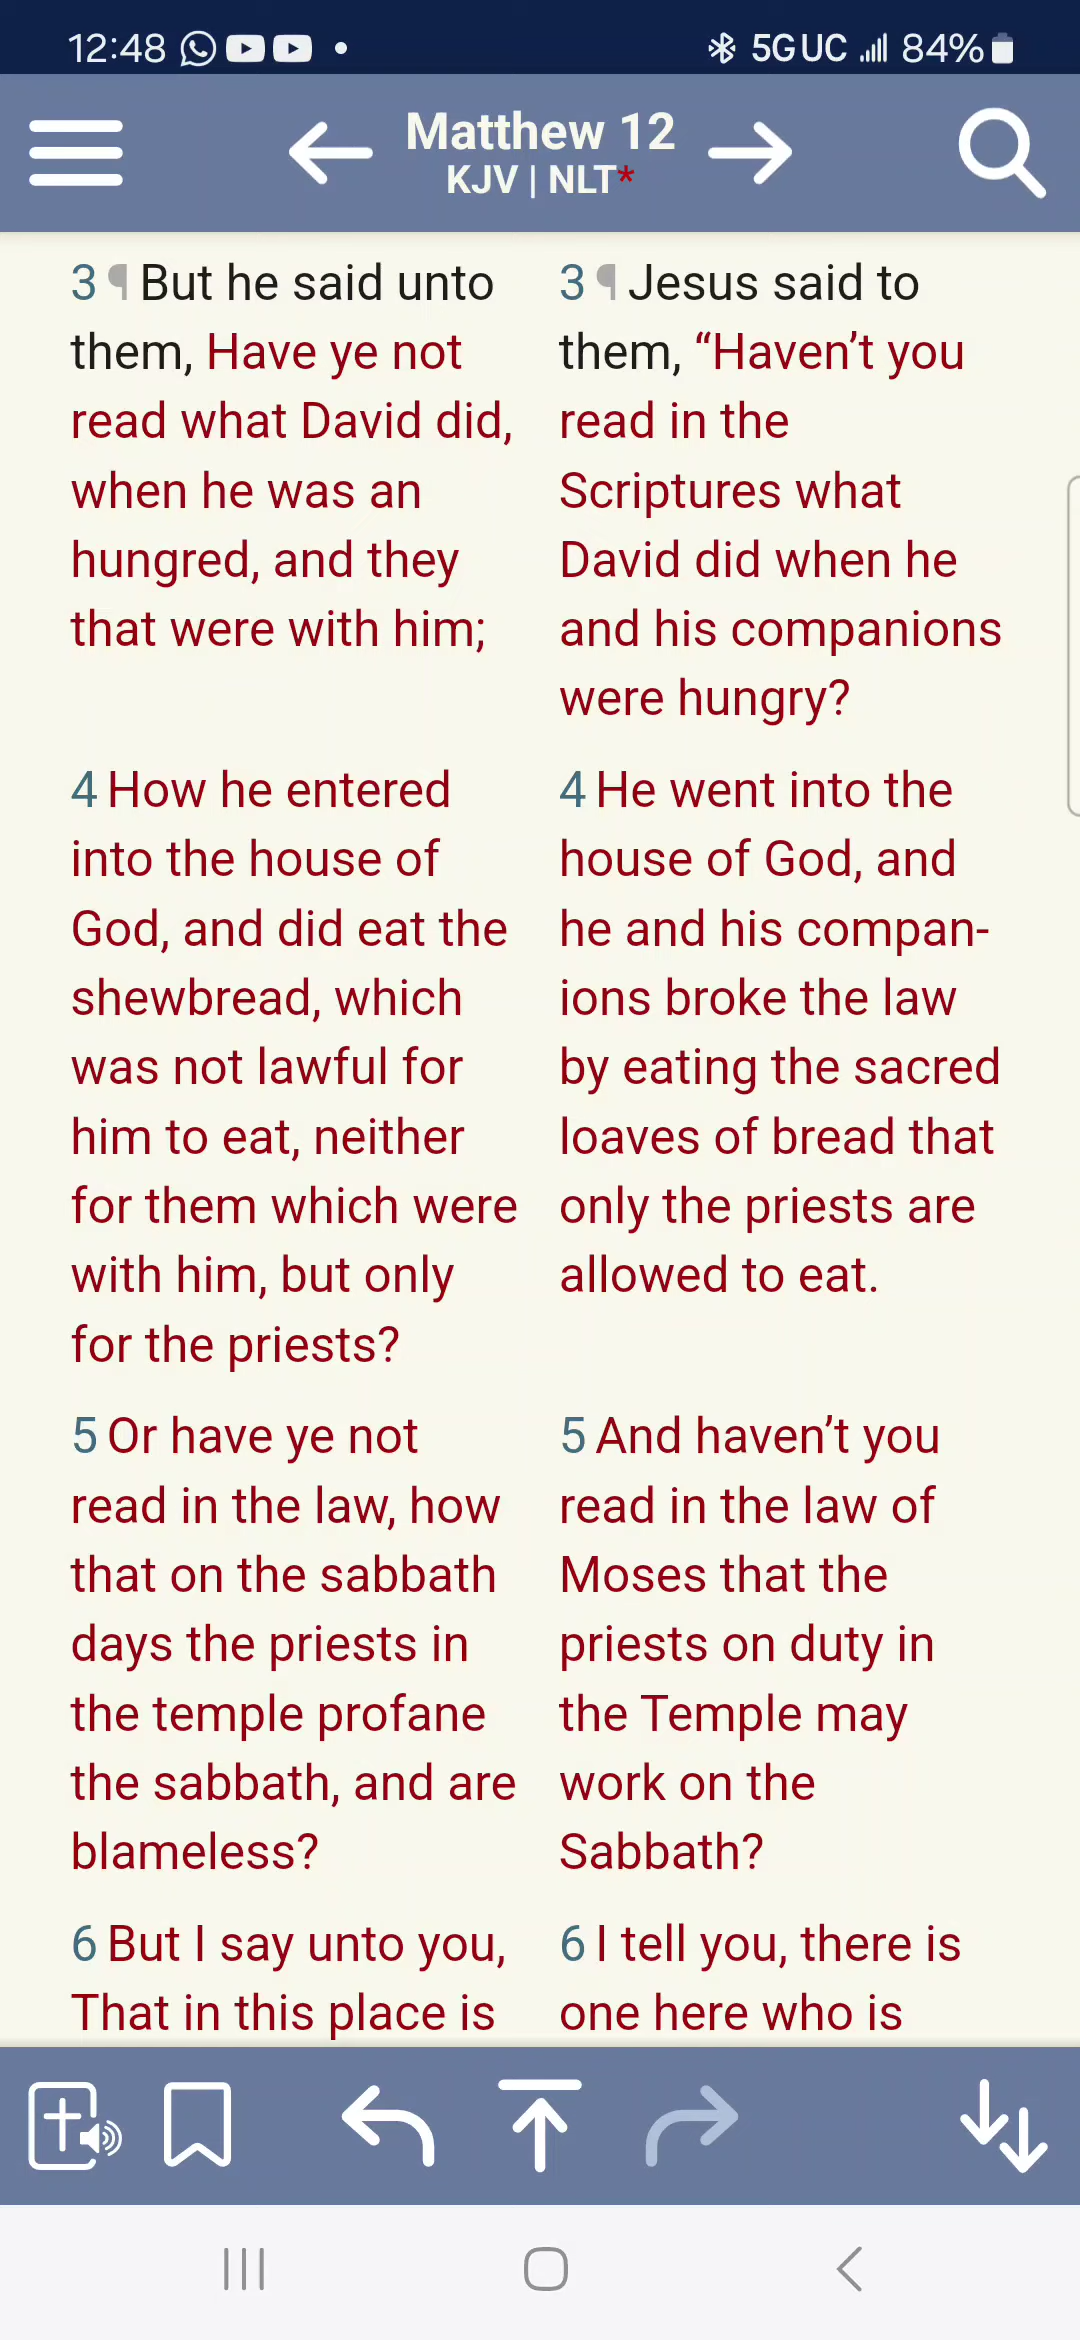 12:48 5G UC 84%
Matthew 12
KJV | NLT*
3 ¶ But he said unto
them, Have ye not
read what David did,
when he was an
hungred, and they
that were with him;
3 ¶ Jesus said to
them, “Haven’t you
read in the
Scriptures what
David did when he
and his companions
were hungry?
4 How he entered
into the house of
God, and did eat the
shewbread, which
was not lawful for
him to eat, neither
for them which were
with him, but only
for the priests?
4 He went into the
house of God, and
he and his compan-
ions broke the law
by eating the sacred
loaves of bread that
only the priests are
allowed to eat.
5 Or have ye not
read in the law, how
that on the sabbath
days the priests in
the temple profane
the sabbath, and are
blameless?
5 And haven’t you
read in the law of
Moses that the
priests on duty in
the Temple may
work on the
Sabbath?
6 But I say unto you,
That in this place is
6 I tell you, there is
one here who is